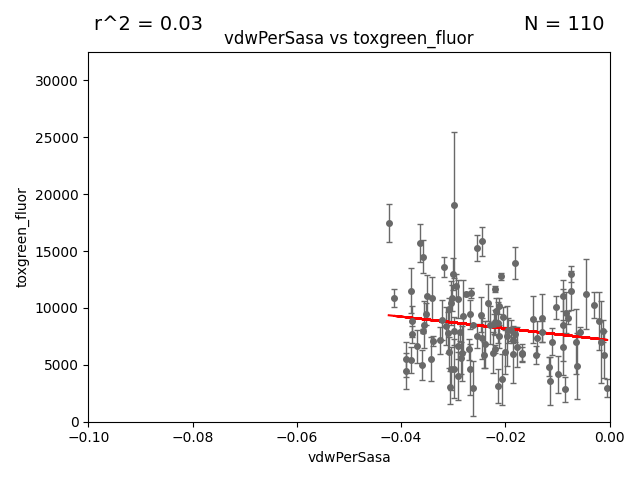 r^2 = 0.03
N = 110
vdwPerSasa vs toxgreen_fluor
30000
25000
20000
15000
10000
5000
0
toxgreen_fluor
−0.10
−0.08
−0.06
−0.04
−0.02
0.00
vdwPerSasa